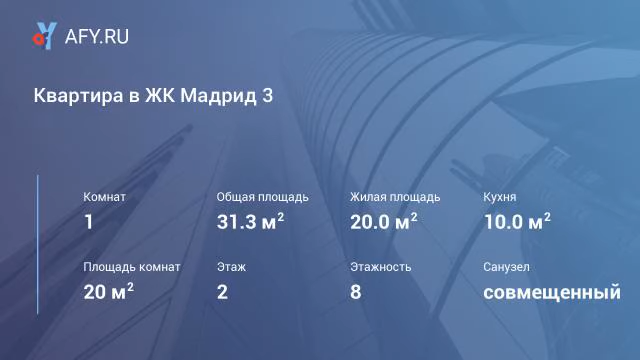 AFY.RU
Квартира в ЖК Мадрид 3
Комнат Общая площадь Жилая площадь Кухня
1 31.3 м² 20.0 м² 10.0 м²
Площадь комнат Этаж Этажность Санузел
20 м² 2 8 совмещенный